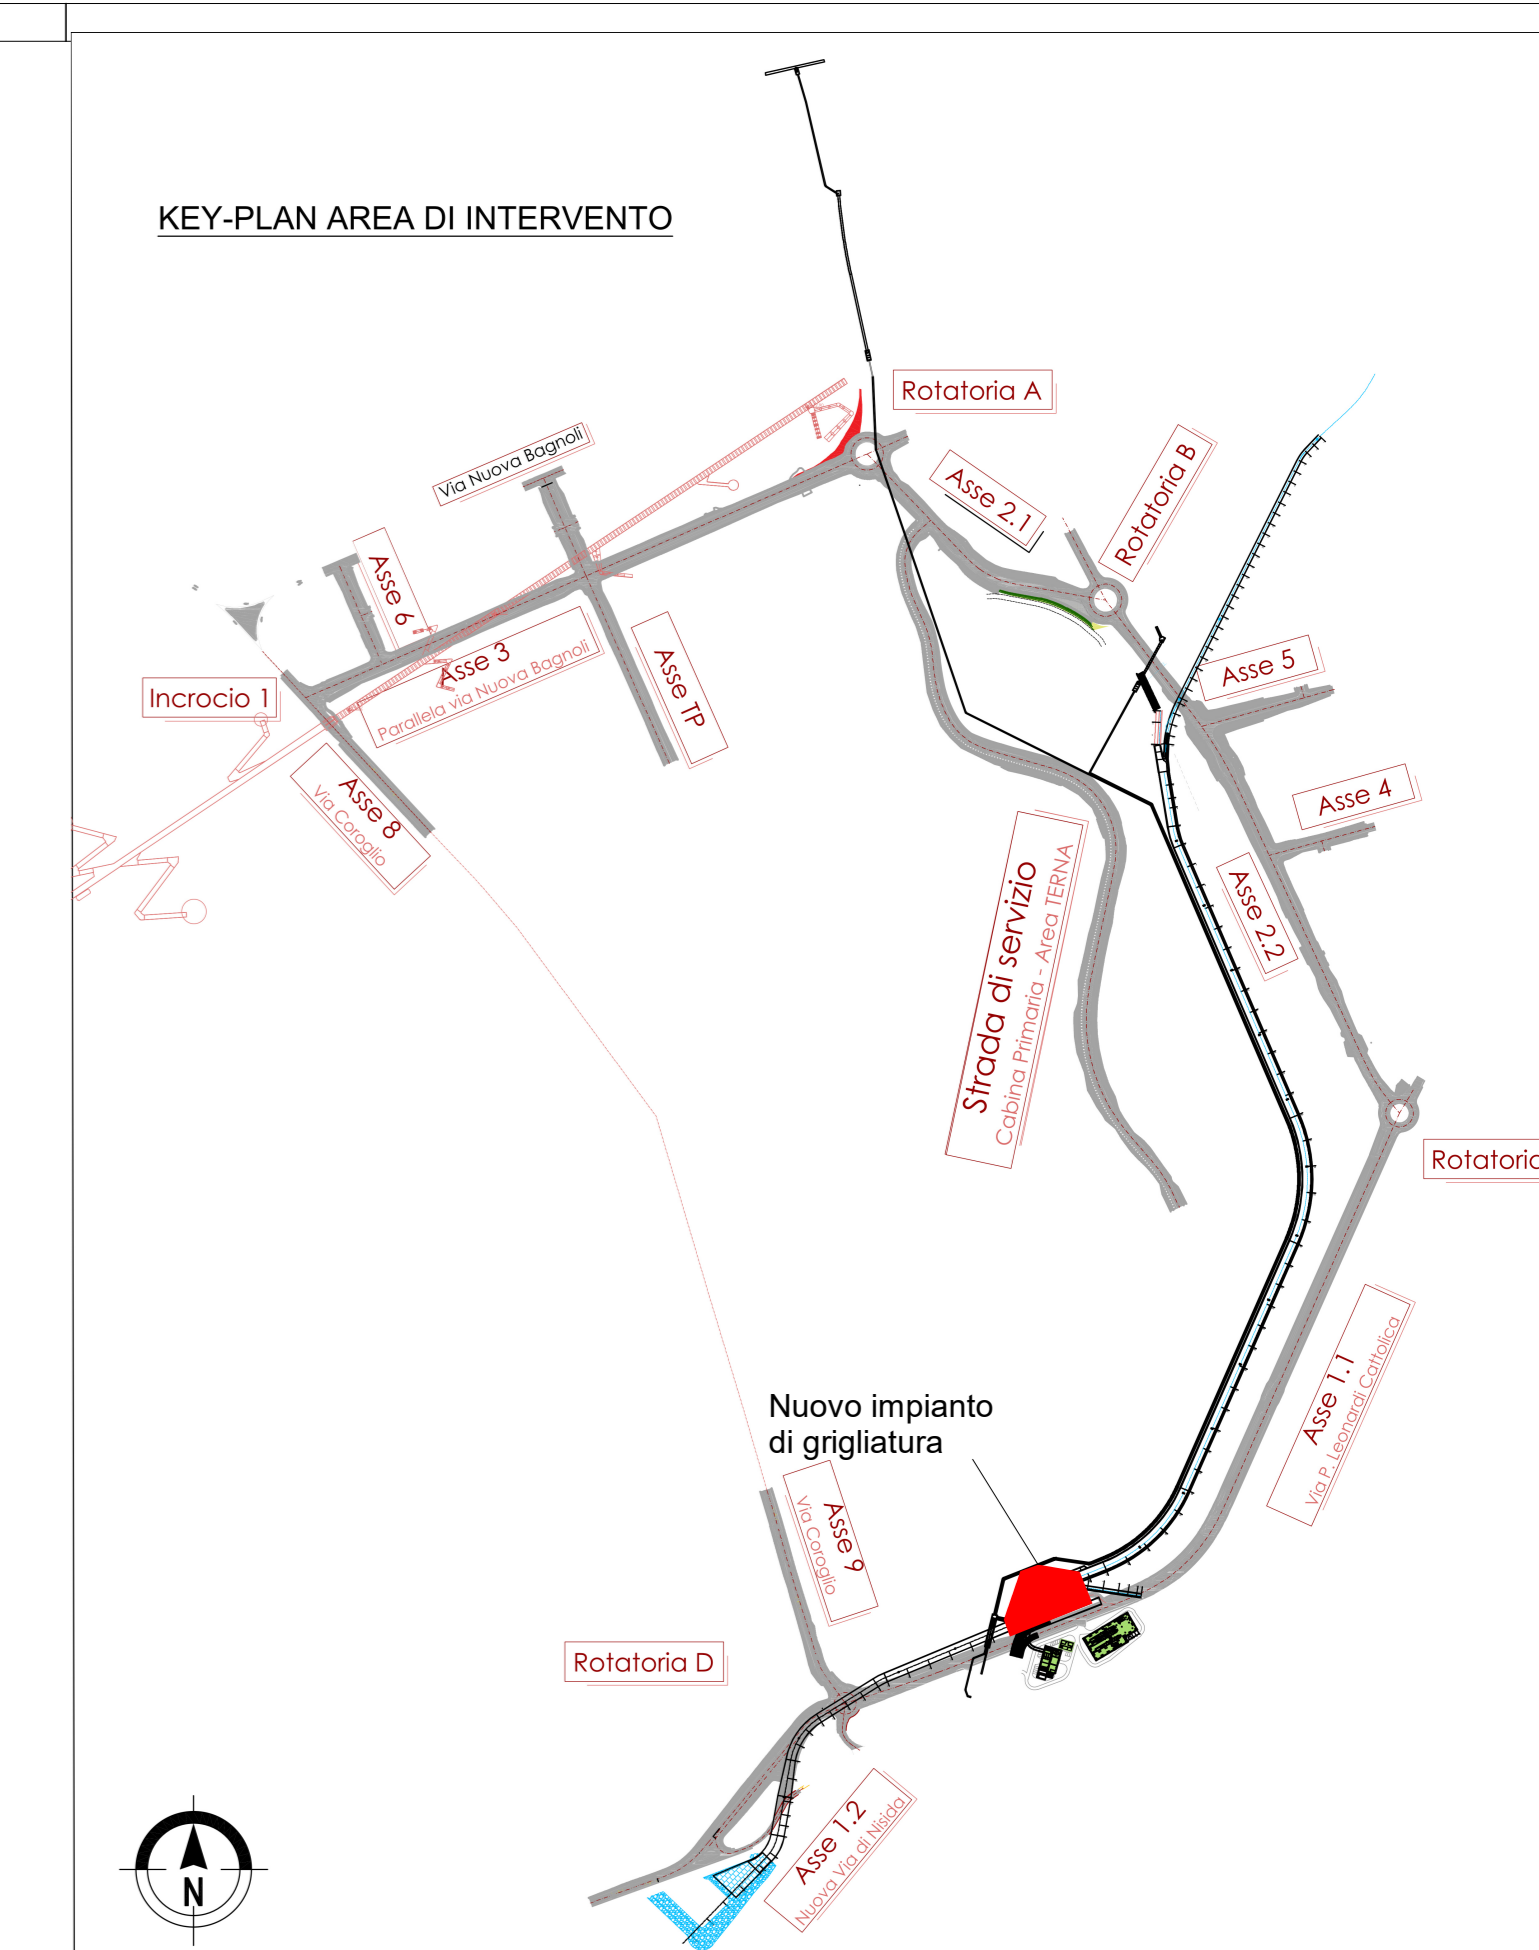 KEY-PLAN AREA DI INTERVENTO
Rotatoria A
Via Nuova Bagnoli
Asse 2.1
Rotatoria B
Asse 6
Asse 3
Parallela via Nuova Bagnoli
Asse TP
Asse 5
Incrocio 1
Asse 8
Via Coroglio
Asse 4
Strada di servizio
Cabina Primaria - Area TERNA
Asse 2.2
Rotatoria
Asse 1.1
Via P. Leonardi Cattolica
Nuovo impianto
di grigliatura
Asse 9
Via Coroglio
Rotatoria D
Asse 1.2
Nuova Via di Nisida
N